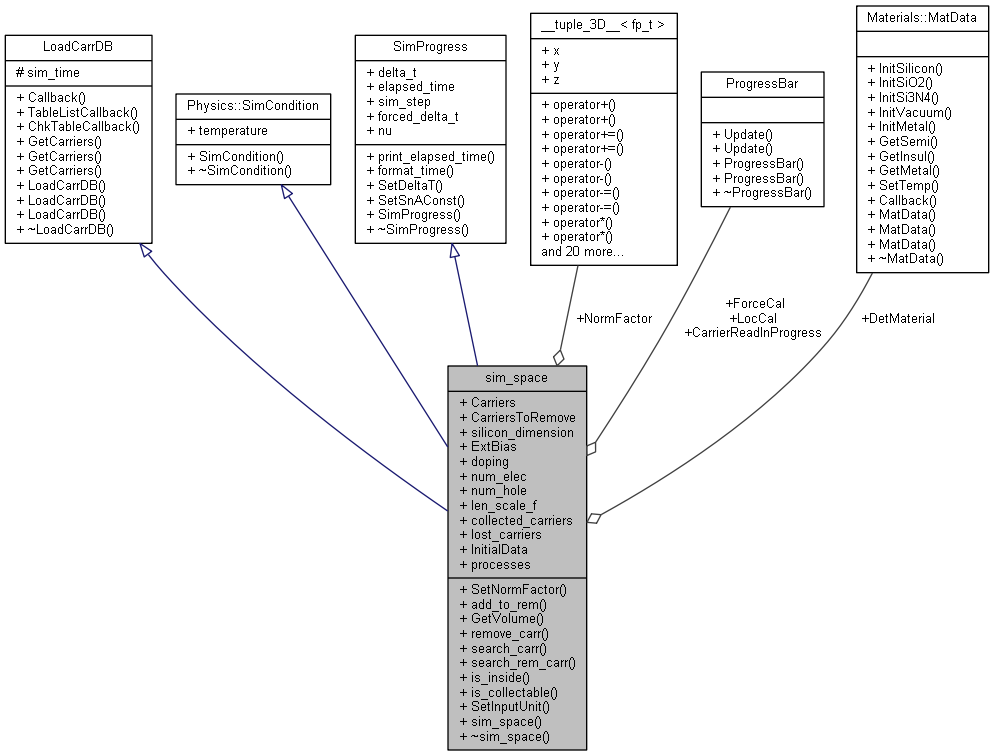 LoadCarrDB
# sim_time
+ Callback()
+ TableListCallback()
+ ChkTableCallback()
+ GetCarriers()
+ GetCarriers()
+ GetCarriers()
+ LoadCarrDB()
+ LoadCarrDB()
+ LoadCarrDB()
+ ~LoadCarrDB()
Physics::SimCondition
+ temperature
+ SimCondition()
+ ~SimCondition()
SimProgress
+ delta_t
+ elapsed_time
+ sim_step
+ forced_delta_t
+ nu
+ print_elapsed_time()
+ format_time()
+ SetDeltaT()
+ SetSnAConst()
+ SimProgress()
+ ~SimProgress()
__tuple_3D__< fp_t >
+ x
+ y
+ z
+ operator+()
+ operator+()
+ operator+=()
+ operator+=()
+ operator-()
+ operator-()
+ operator-=()
+ operator-=()
+ operator*()
+ operator*()
and 20 more...
ProgressBar
+ Update()
+ Update()
+ ProgressBar()
+ ProgressBar()
+ ~ProgressBar()
Materials::MatData
+ InitSilicon()
+ InitSiO2()
+ InitSi3N4()
+ InitVacuum()
+ InitMetal()
+ GetSemi()
+ GetInsul()
+ GetMetal()
+ SetTemp()
+ Callback()
+ MatData()
+ MatData()
+ MatData()
+ ~MatData()
+NormFactor
+ForceCal
+LocCal
+CarrierReadInProgress
+DetMaterial
sim_space
+ Carriers
+ CarriersToRemove
+ silicon_dimension
+ ExtBias
+ doping
+ num_elec
+ num_hole
+ len_scale_f
+ collected_carriers
+ lost_carriers
+ InitialData
+ processes
+ SetNormFactor()
+ add_to_rem()
+ GetVolume()
+ remove_carr()
+ search_carr()
+ search_rem_carr()
+ is_inside()
+ is_collectable()
+ SetInputUnit()
+ sim_space()
+ ~sim_space()